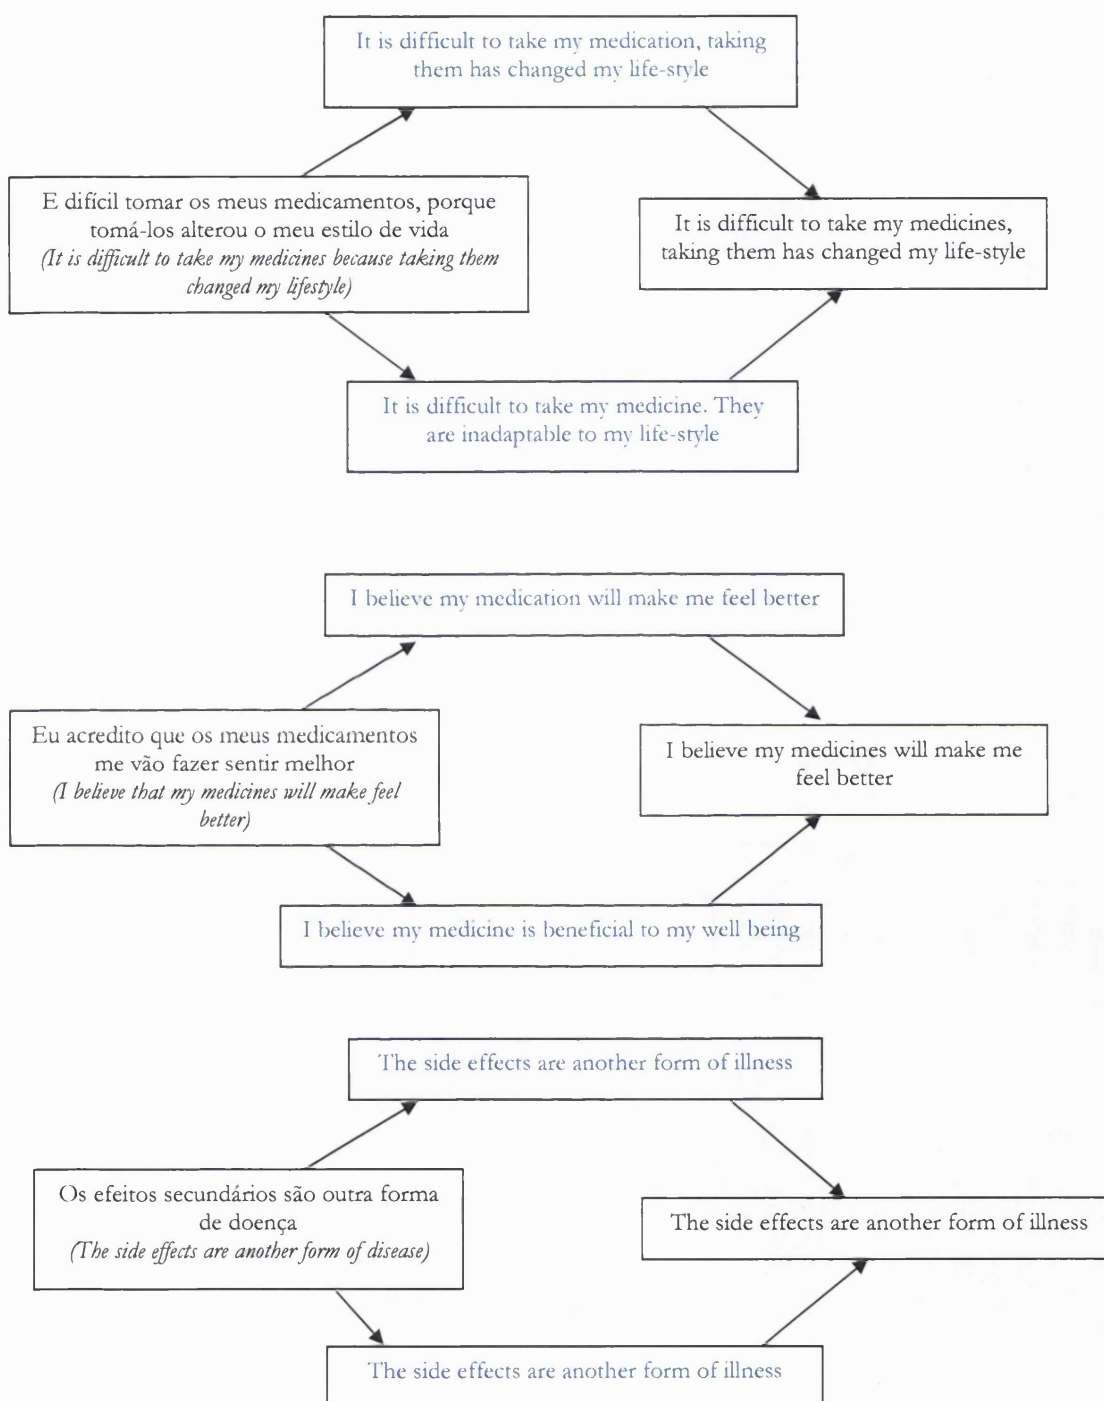 It is difficult to take my medication, taking
them has changed my life-style
E difícil tomar os meus medicamentos, porque
tomá-los alterou o meu estilo de vida
(It is difficult to take my medicines because taking them
changed my lifestyle)
It is difficult to take my medicines,
taking them has changed my life-style
It is difficult to take my medicine. They
are inadaptable to my life-style
I believe my medication will make me feel better
Eu acredito que os meus medicamentos
me vão fazer sentir melhor
(I believe that my medicines will make feel
better)
I believe my medicines will make me
feel better
I believe my medicine is beneficial to my well being
The side effects are another form of illness
Os efeitos secundários são outra forma
de doença
(The side effects are another form of disease)
The side effects are another form of illness
The side effects are another form of illness